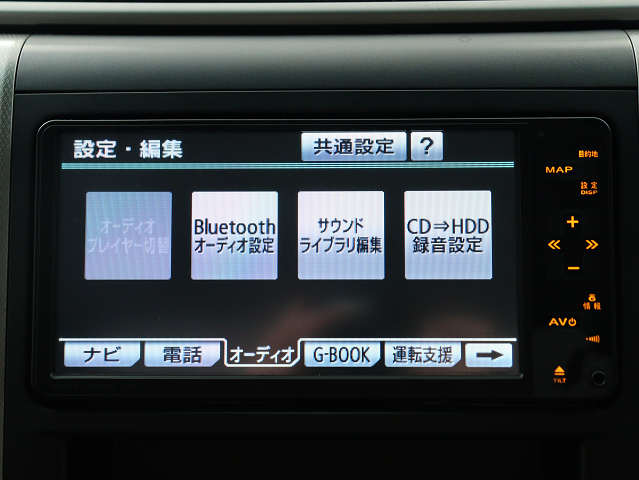 設定・編集
共通設定
?
オーディオ
プレイヤー切替
Bluetooth
オーディオ設定
サウンド
ライブラリ編集
CD⇒HDD
録音設定
ナビ
電話
オーディオ
G-BOOK
運転支援
→
目的地
MAP
設定
DISP
+
≪
≫
−
情報
AV
TILT